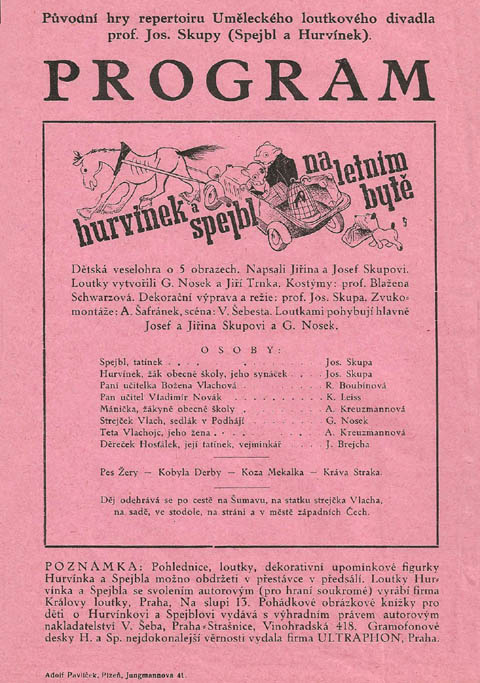 Původní hry repertoiru Uměleckého loutkového divadla
prof. Jos. Skupy (Spejbl a Hurvínek).
PROGRAM
hurvínek a spejbl na letním bytě
Dětská veselohra o 5 obrazech. Napsali Jiřina a Josef Skupovi.
Loutky vytvořili G. Nosek a Jiří Trnka. Kostýmy: prof. Blažena
Schwarzová. Dekorační výprava a režie: prof. Jos. Skupa. Zvuko-
montáže: A. Šafránek, scéna: V. Šebesta. Loutkami pohybují hlavně
Josef a Jiřina Skupovi a G. Nosek.
OSOBY:
Spejbl, tatínek . . . . . . . . . . Jos. Skupa
Hurvínek, žák obecné školy, jeho synáček . . . . Jos. Skupa
Paní učitelka Božena Vlachová . . . . . . R. Boubínová
Pan učitel Vladimír Novák . . . . . . . . K. Leiss
Mánička, žákyně obecné školy . . . . . . A. Kreuzmannová
Strejček Vlach, sedlák v Podhájí . . . . . G. Nosek
Teta Vlachojc, jeho žena . . . . . . . . A. Kreuzmannová
Děreček Hosťálek, její tatínek, vejminkář . . . . J. Brejcha.
Pes Žery — Kobyla Derby — Koza Mekalka — Kráva Straka.
Děj odehrává se po cestě na Šumavu, na statku strejčka Vlacha,
na sadě, ve stodole, na stráni a v městě západních Čech.
POZNÁMKA: Pohlednice, loutky, dekorativní upomínkové figurky
Hurvínka a Spejbla možno obdržeti v přestávce v předsálí. Loutky Hur-
vínka a Spejbla se svolením autorovým (pro hraní soukromé) vyrábí firma
Královy loutky, Praha, Na slupi 13. Pohádkové obrázkové knížky pro
děti o Hurvínkovi a Spejblovi vydává s výhradním právem autorovým
nakladatelství V. Šeba, Praha-Strašnice, Vinohradská 418. Gramofonové
desky H. a Sp. nejdokonalejší věrnosti vydala firma ULTRAPHON, Praha.
Adolf Pavlíček, Plzeň, Jungmannova 41.